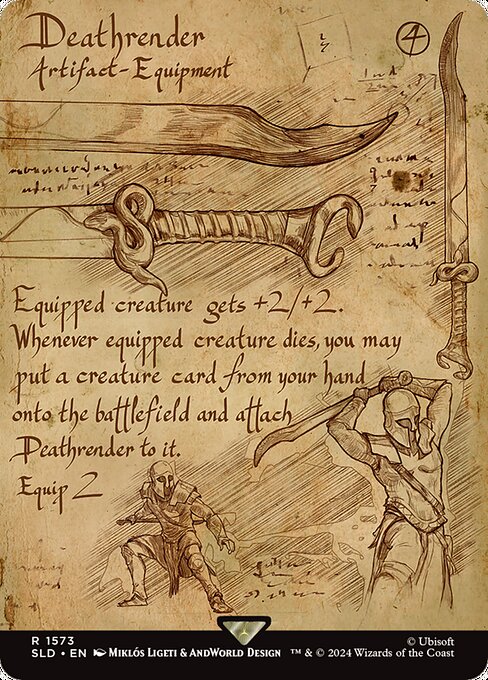 Deathrender
4
Artifact-Equipment
Equipped creature gets +2/+2.
Whenever equipped creature dies, you may
put a creature card from your hand
onto the battlefield and attach
Deathrender to it.
Equip 2
R 1573
SLD • EN MIKLÓS LIGETI & ANDWORLD DESIGN
© Ubisoft
™ & © 2024 Wizards of the Coast